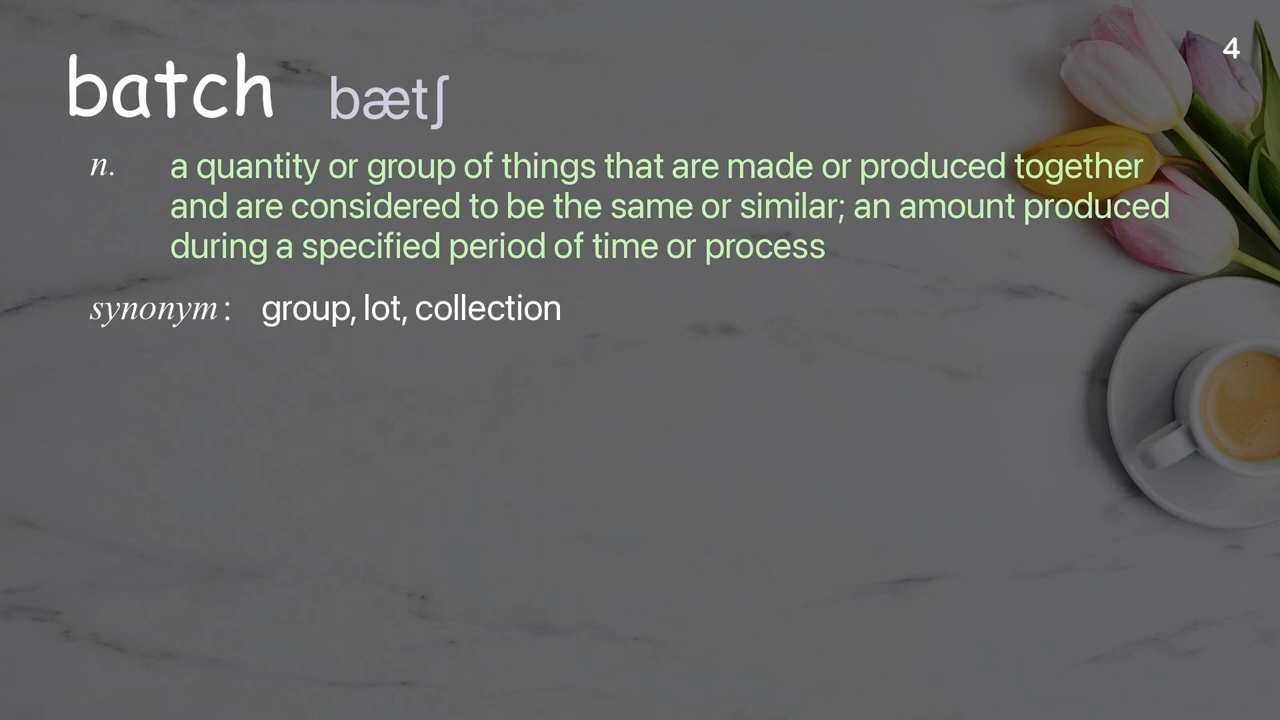 4
batch bætʃ
n. a quantity or group of things that are made or produced together
and are considered to be the same or similar; an amount produced
during a specified period of time or process
synonym: group, lot, collection